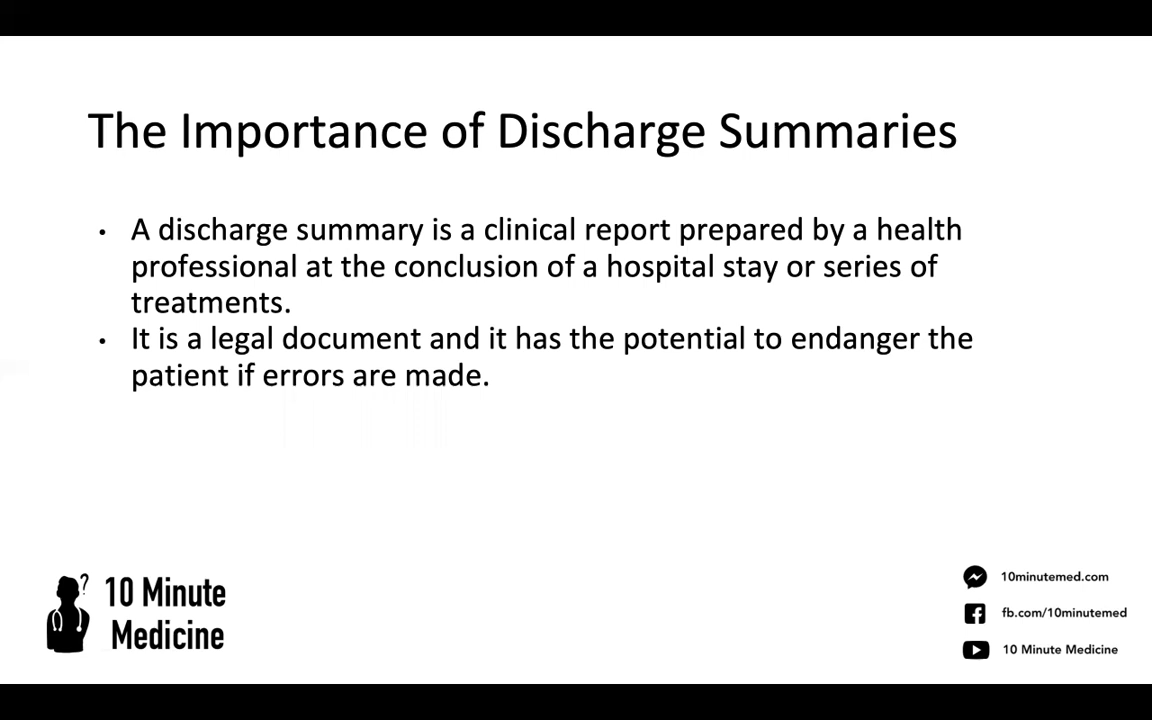 The Importance of Discharge Summaries
• A discharge summary is a clinical report prepared by a health
professional at the conclusion of a hospital stay or series of
treatments.
• It is a legal document and it has the potential to endanger the
patient if errors are made.
?
10 Minute
Medicine
10minutemed.com
fb.com/10minutemed
10 Minute Medicine